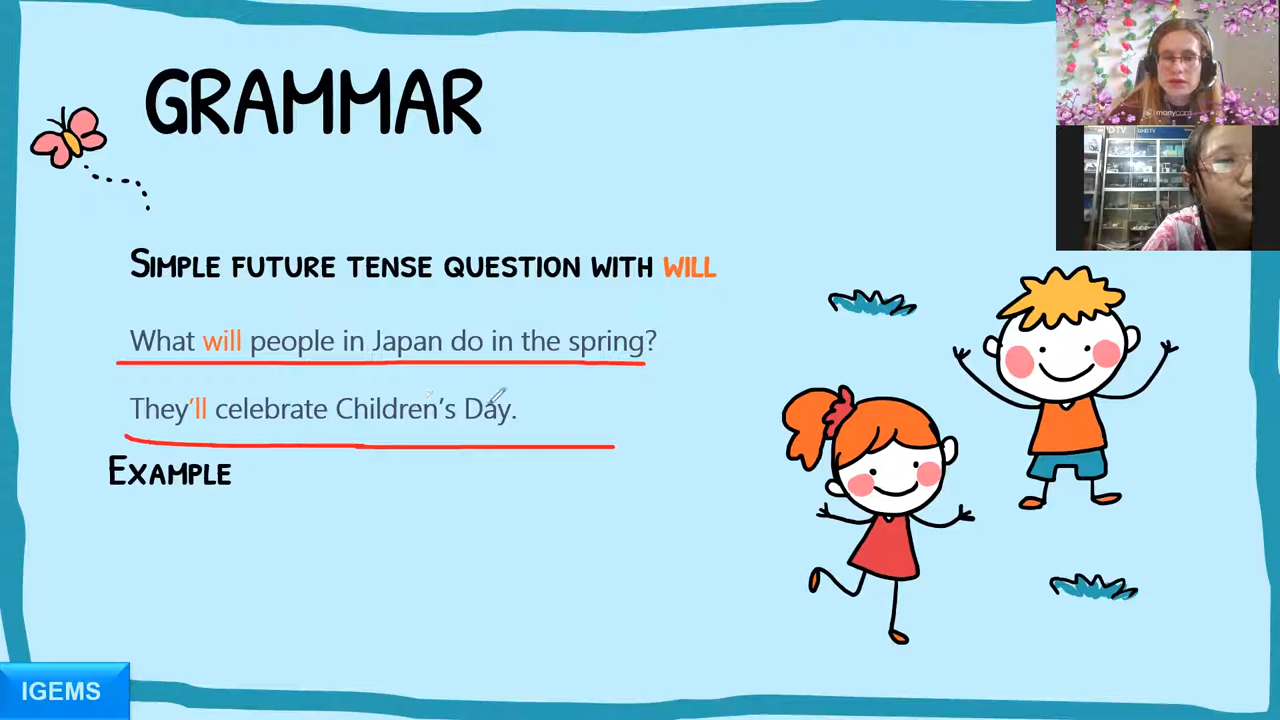 GRAMMAR
SIMPLE FUTURE TENSE QUESTION WITH WILL
What will people in Japan do in the spring?
They'll celebrate Children's Day.
EXAMPLE
IGEMS
manycam